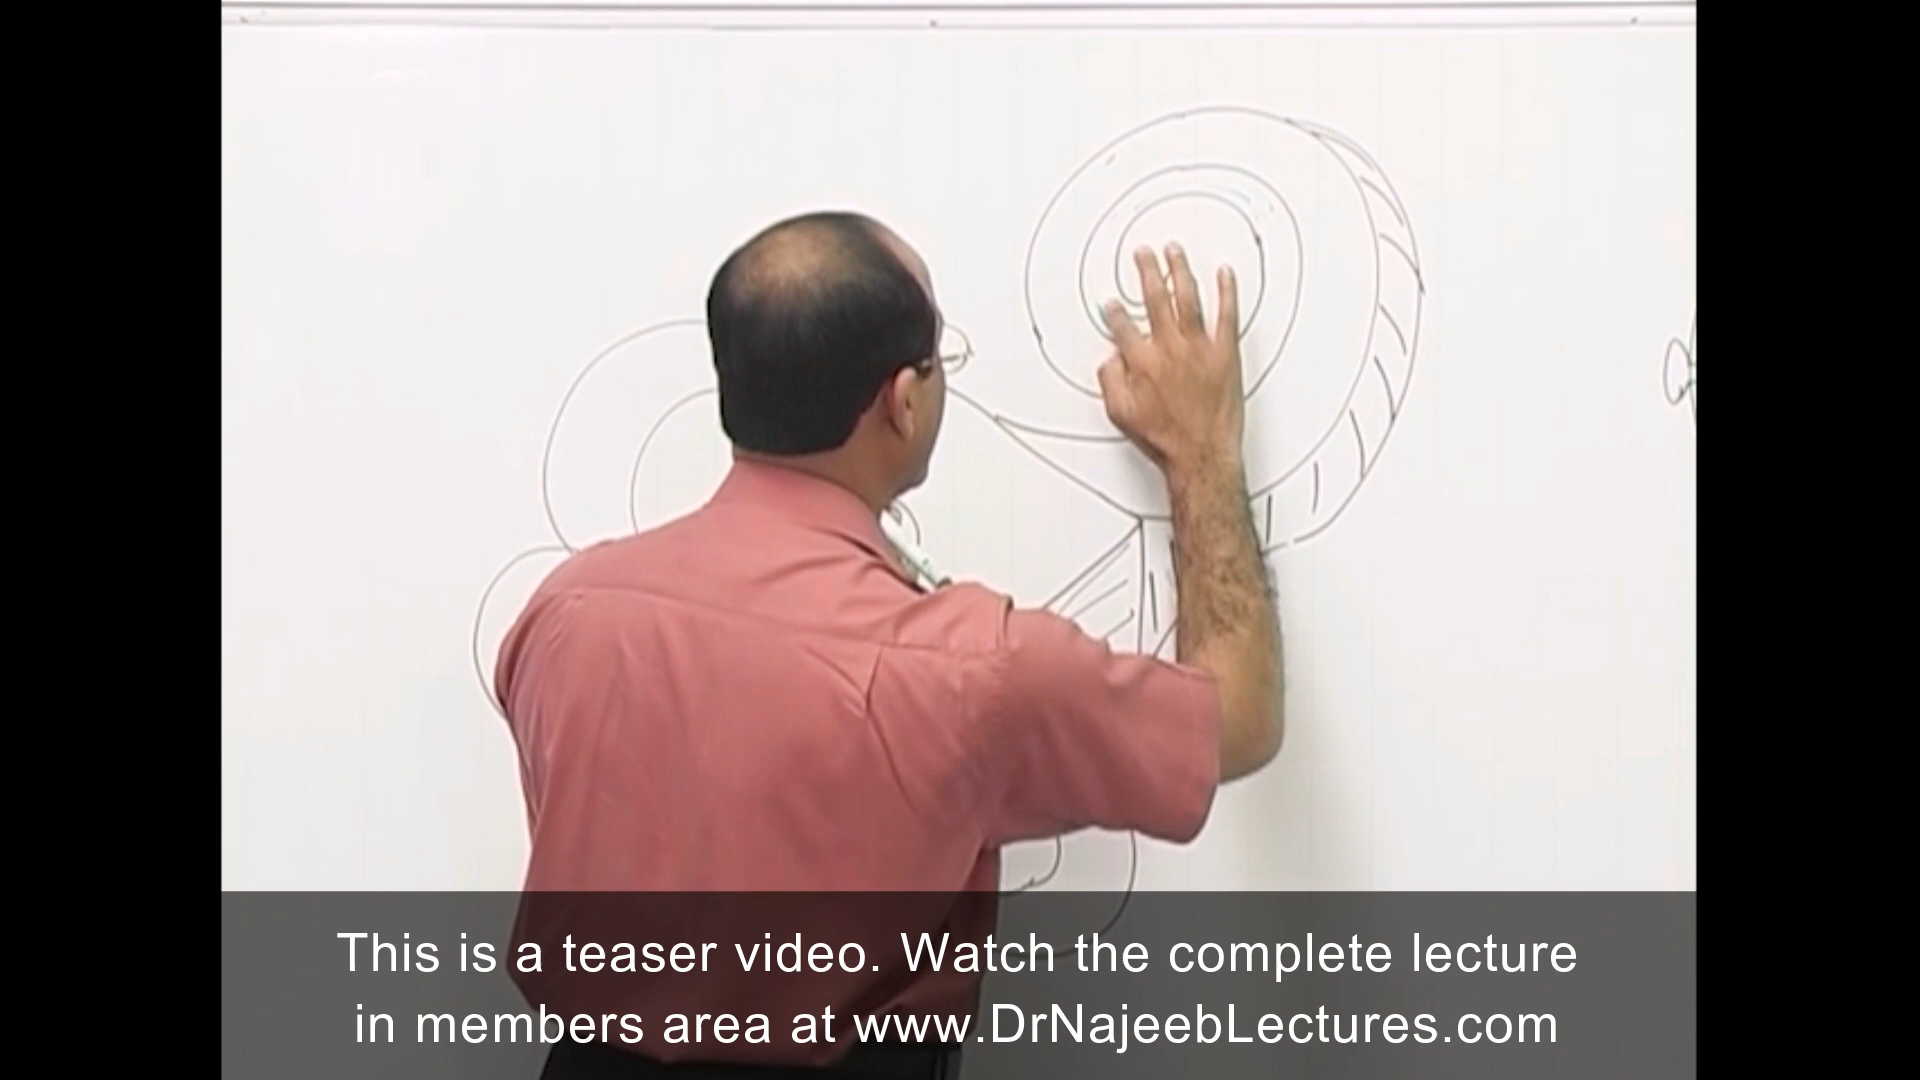 This is a teaser video. Watch the complete lecture
in members area at www.DrNajeebLectures.com